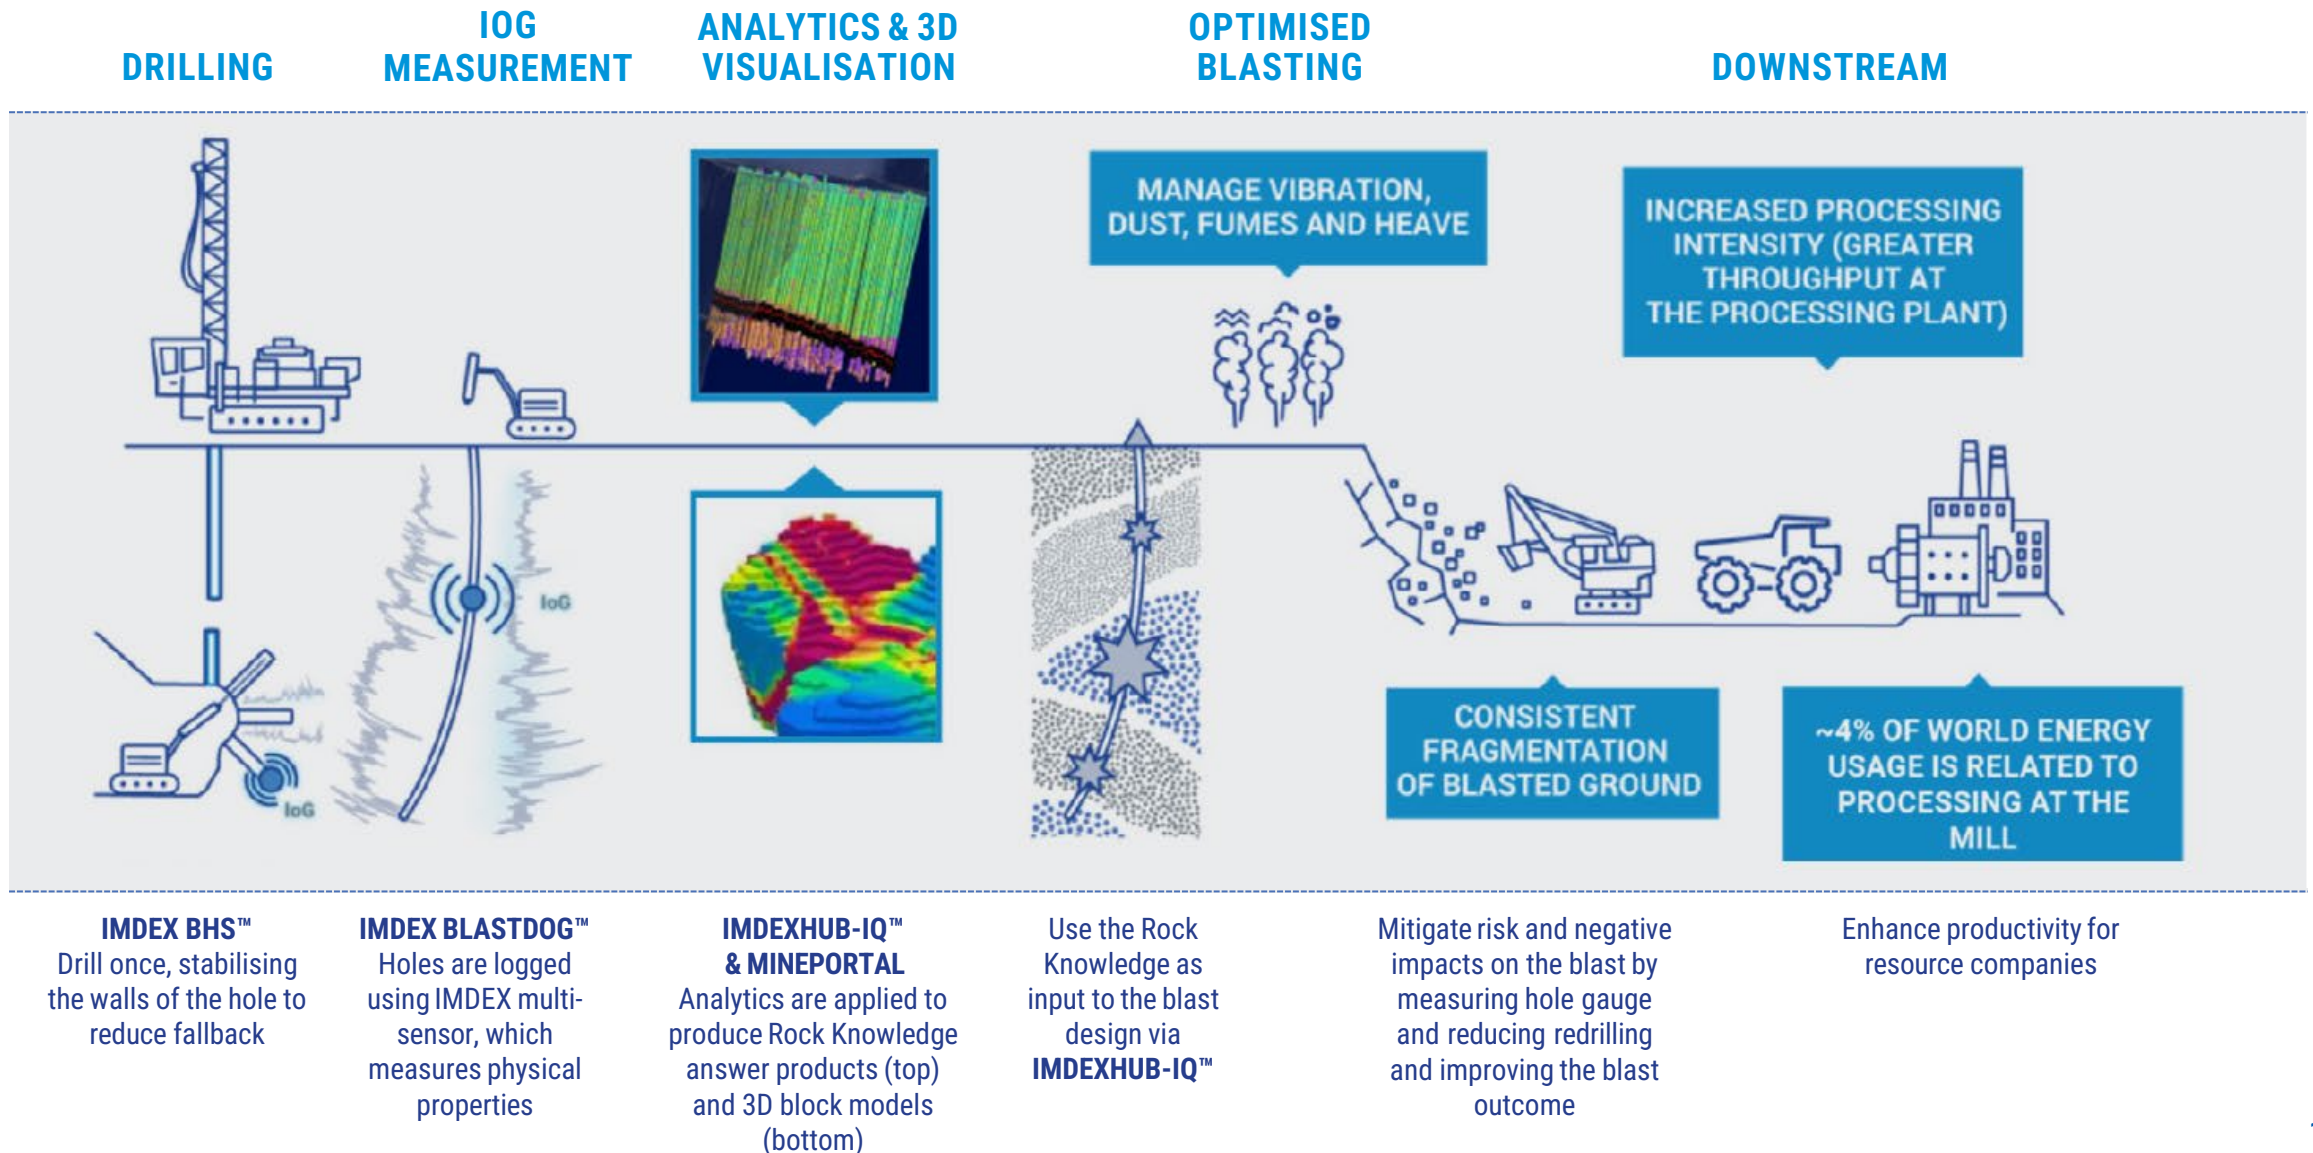 DRILLING
IOG
MEASUREMENT
ANALYTICS & 3D
VISUALISATION
OPTIMISED
BLASTING
DOWNSTREAM
MANAGE VIBRATION,
DUST, FUMES AND HEAVE
INCREASED PROCESSING
INTENSITY (GREATER
THROUGHPUT AT
THE PROCESSING PLANT)
IoG
IoG
CONSISTENT
FRAGMENTATION
OF BLASTED GROUND
~4% OF WORLD ENERGY
USAGE IS RELATED TO
PROCESSING AT THE
MILL
IMDEX BHS™
Drill once, stabilising
the walls of the hole to
reduce fallback
IMDEX BLASTDOG™
Holes are logged
using IMDEX multi-
sensor, which
measures physical
properties
IMDEXHUB-IQ™
& MINEPORTAL
Analytics are applied to
produce Rock Knowledge
answer products (top)
and 3D block models
(bottom)
Use the Rock
Knowledge as
input to the blast
design via
IMDEXHUB-IQ™
Mitigate risk and negative
impacts on the blast by
measuring hole gauge
and reducing redrilling
and improving the blast
outcome
Enhance productivity for
resource companies